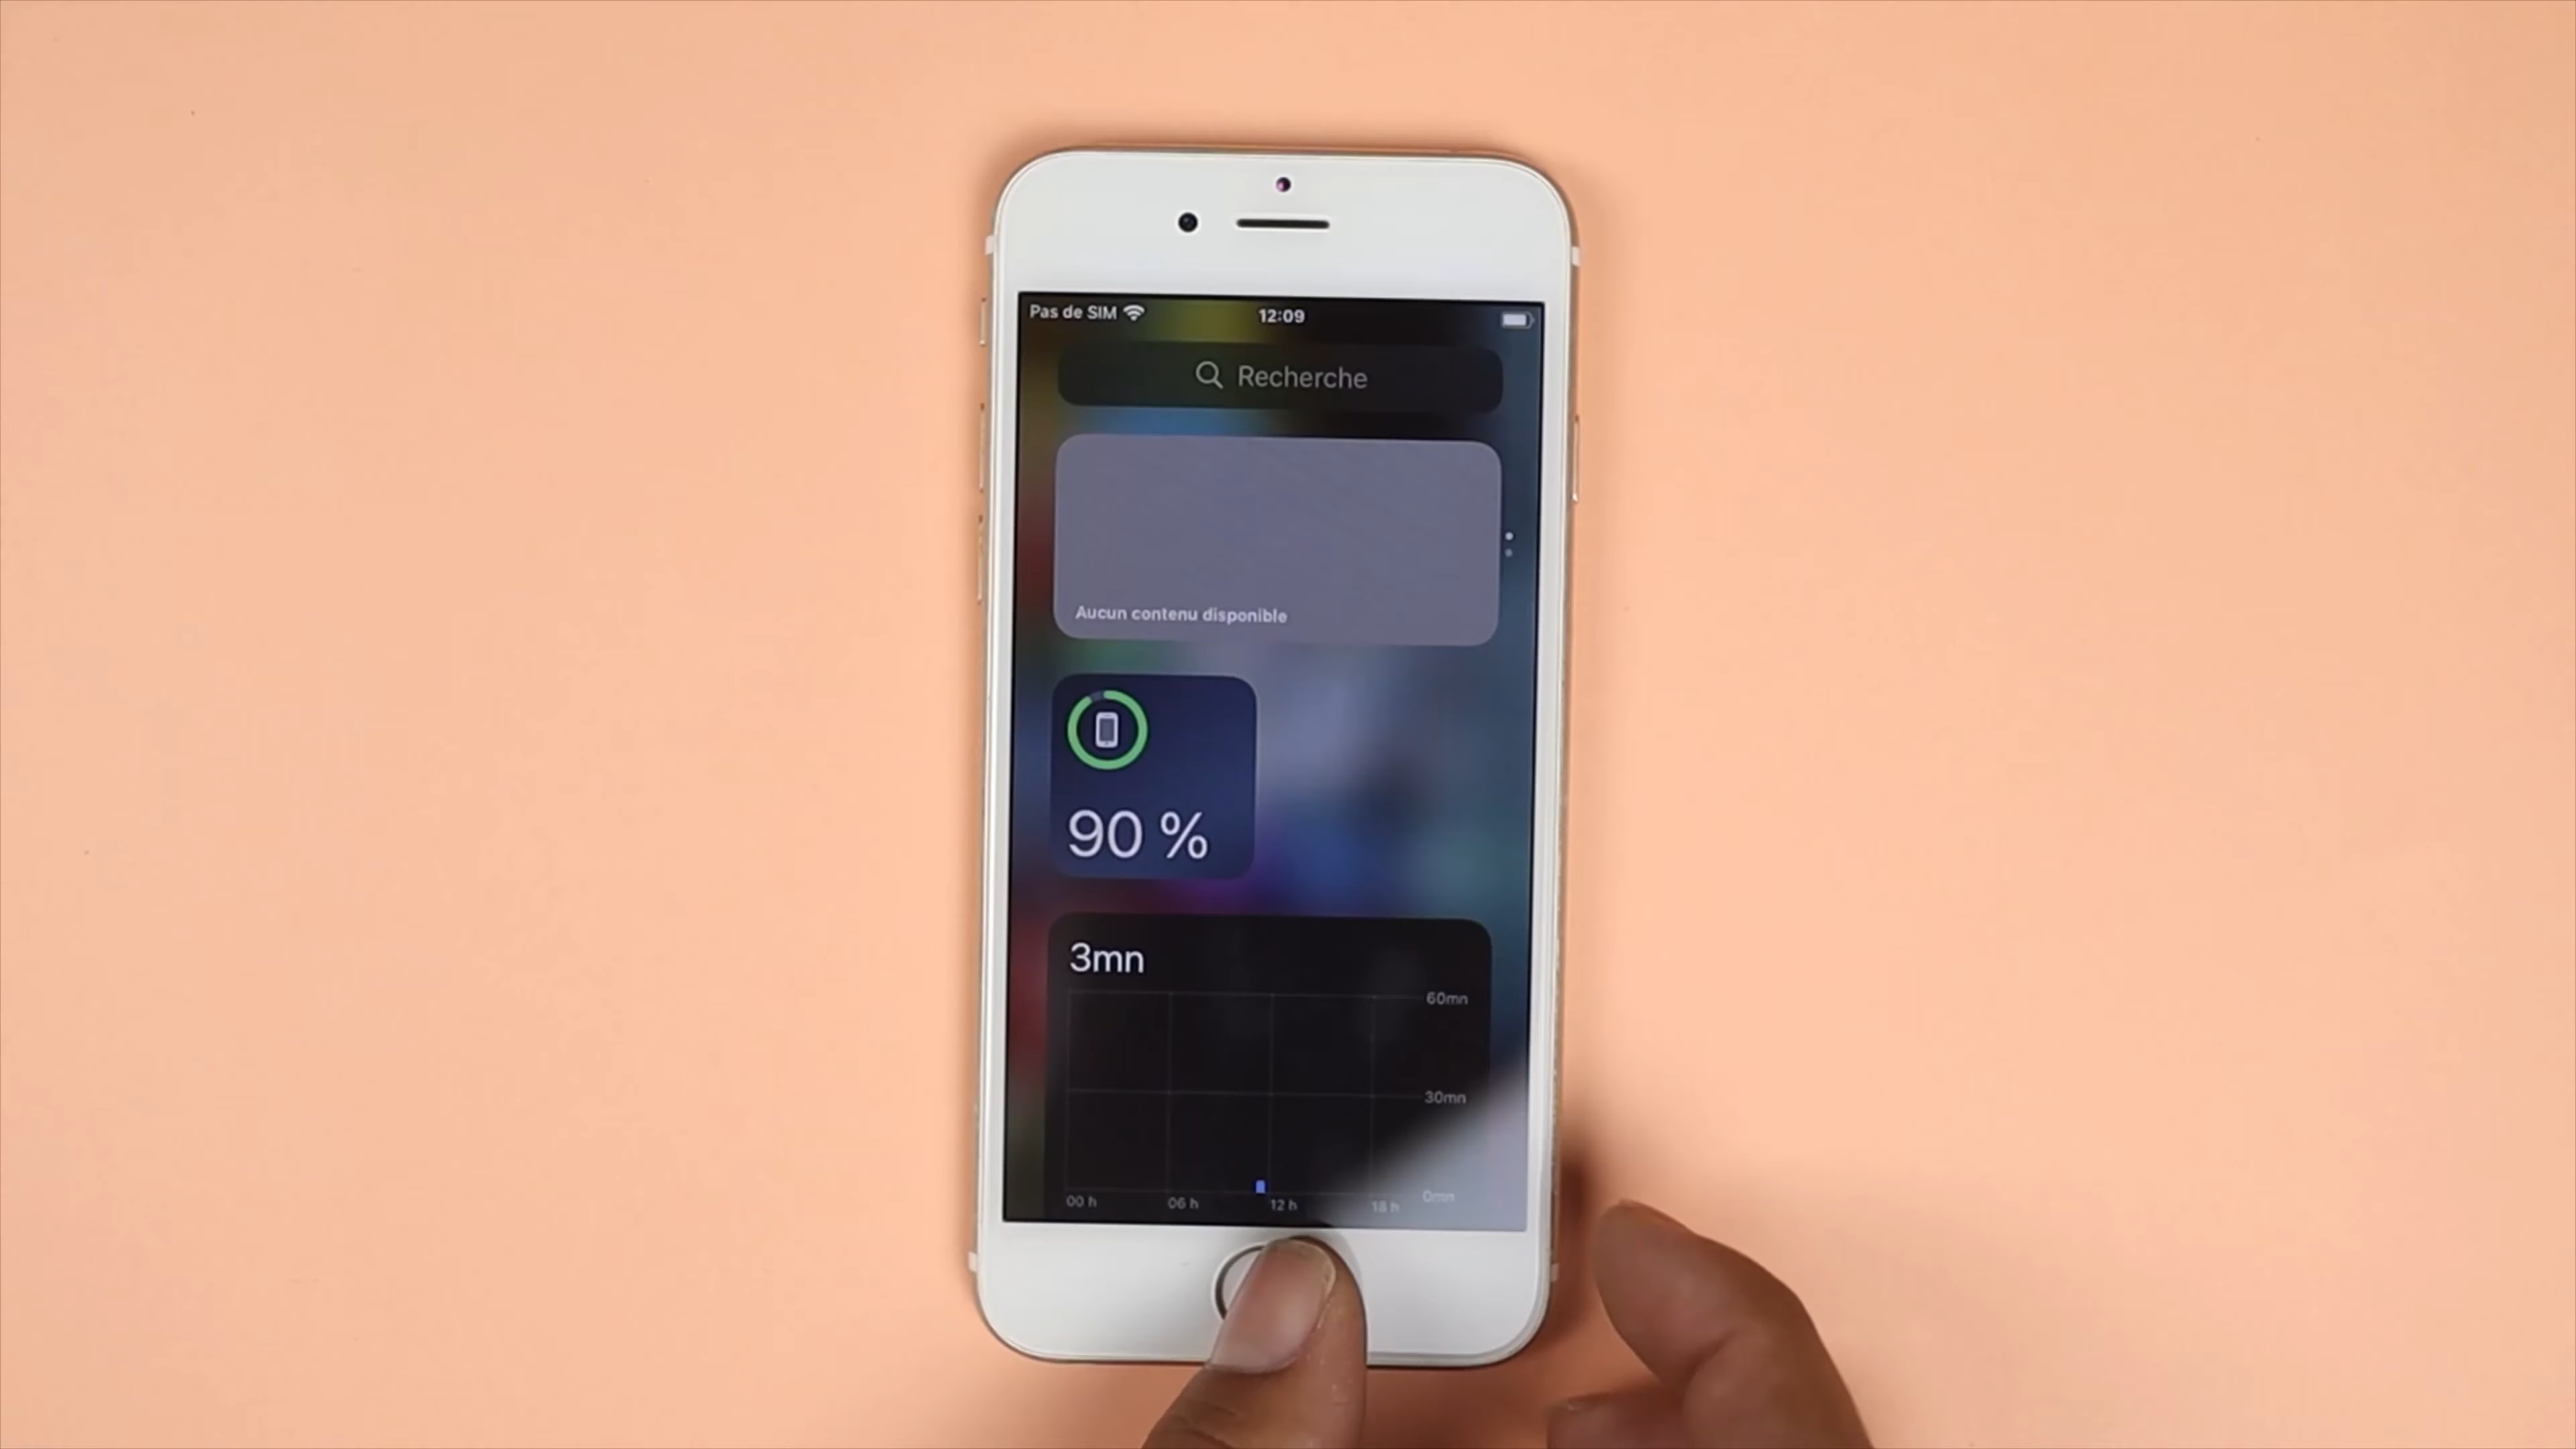 Pas de SIM 12:09
Recherche
Aucun contenu disponible
90 %
3mn
60mn
30mn
0mn
00 h 06 h 12 h 18 h